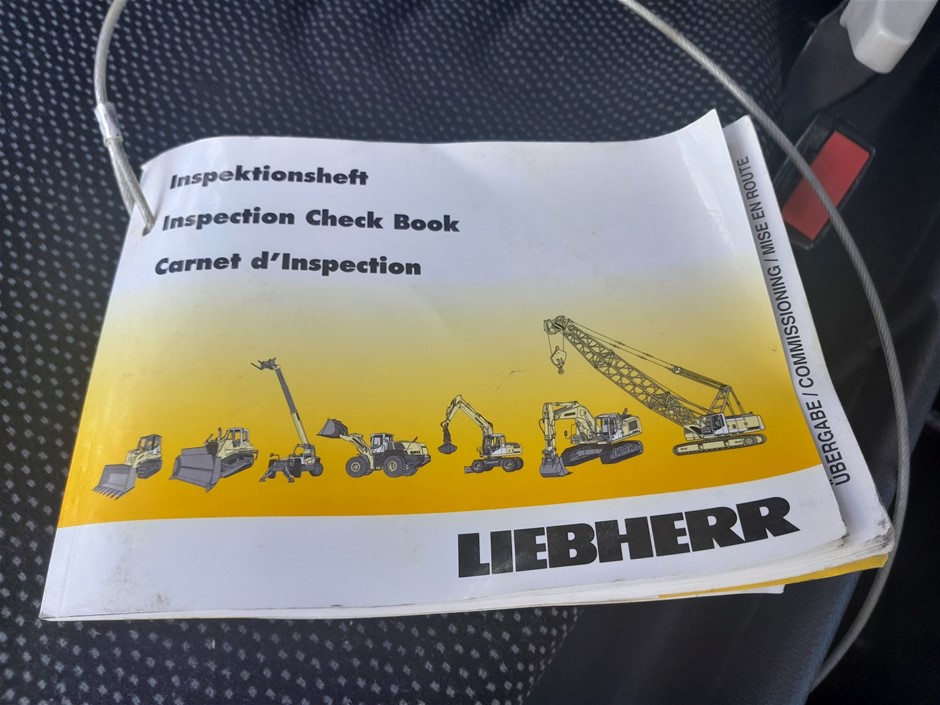 Inspektionsheft
Inspection Check Book
Carnet d'Inspection
ÜBERGABE / COMMISSIONING / MISE EN ROUTE
LIEBHERR